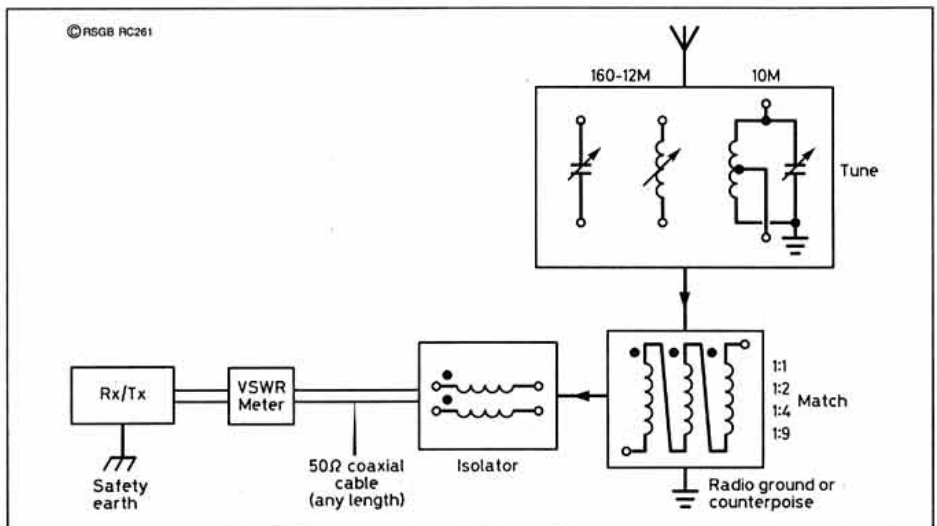 © RSGB RC261
160-12M
10M
Tune
1:1
1:2
1:4
1:9
Match
Rx/Tx
VSWR
Meter
Safety
earth
50Ω coaxial
cable
(any length)
Isolator
Radio ground or
counterpoise